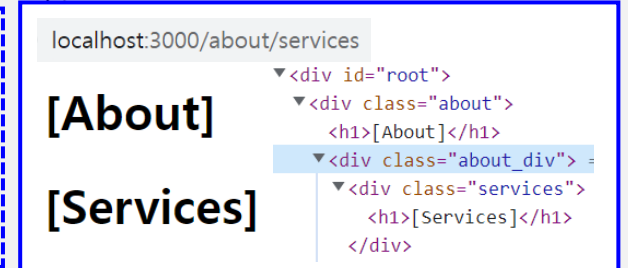 localhost:3000/about/services
[About]
[Services]
▼<div id="root">
▼<div class="about">
<h1>[About]</h1>
▼<div class="about_div"> =
▼<div class="services">
<h1>[Services]</h1>
</div>